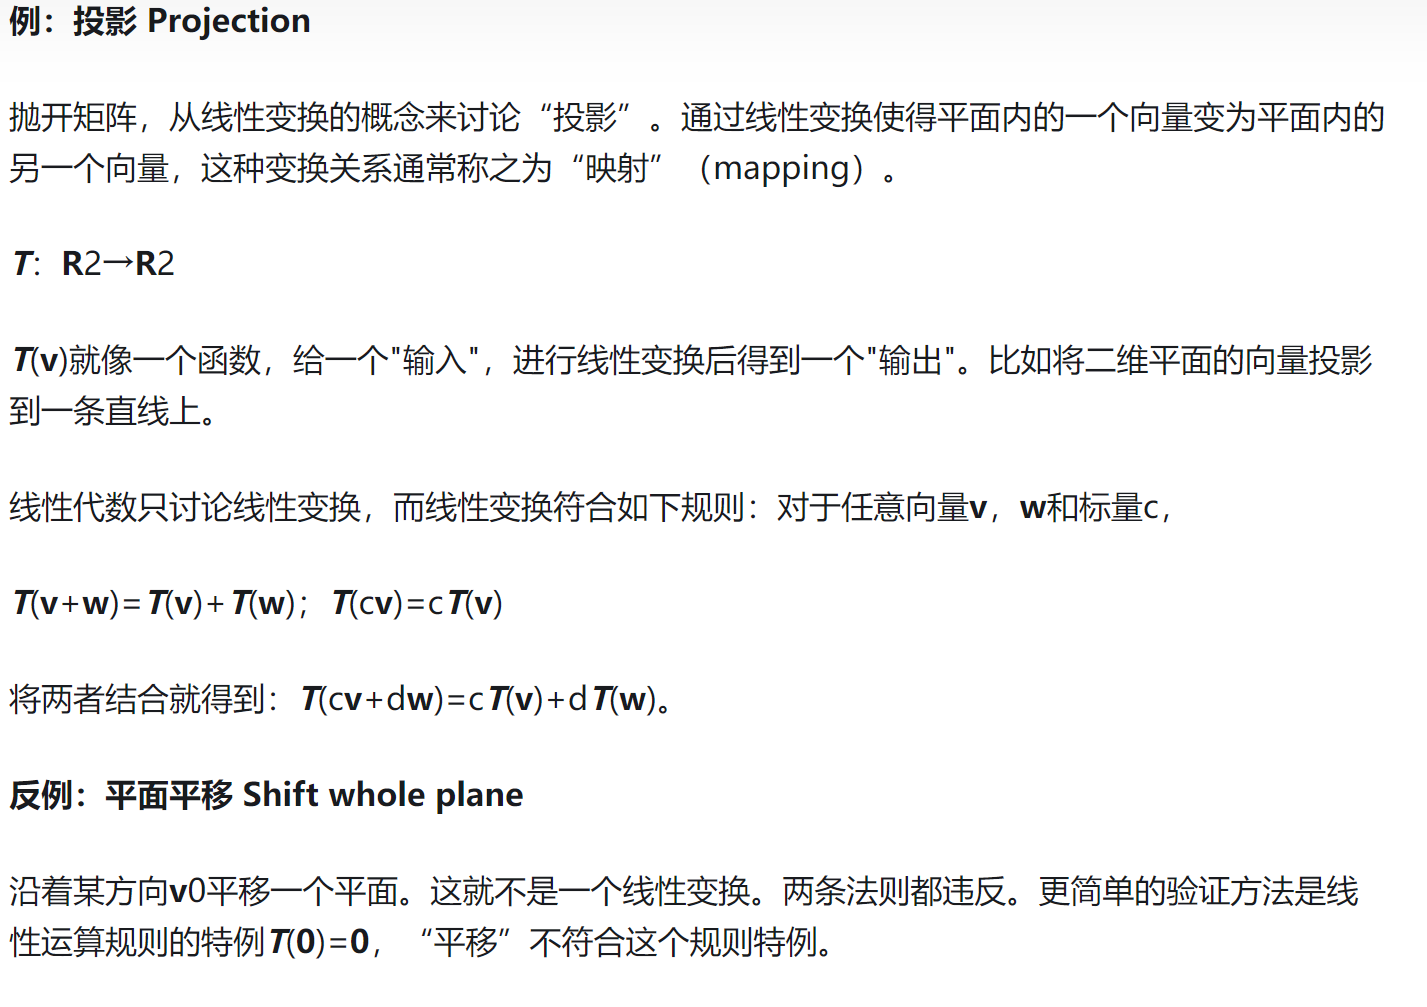 例：投影 Projection
抛开矩阵，从线性变换的概念来讨论“投影”。通过线性变换使得平面内的一个向量变为平面内的
另一个向量，这种变换关系通常称之为“映射”（mapping）。
T：R2→R2
T(v)就像一个函数，给一个"输入"，进行线性变换后得到一个"输出"。比如将二维平面的向量投影
到一条直线上。
线性代数只讨论线性变换，而线性变换符合如下规则：对于任意向量v，w和标量c，
T(v+w)=T(v)+T(w)；T(cv)=cT(v)
将两者结合就得到：T(cv+dw)=cT(v)+dT(w)。
反例：平面平移 Shift whole plane
沿着某方向v0平移一个平面。这就不是一个线性变换。两条法则都违反。更简单的验证方法是线
性运算规则的特例T(0)=0，“平移”不符合这个规则特例。